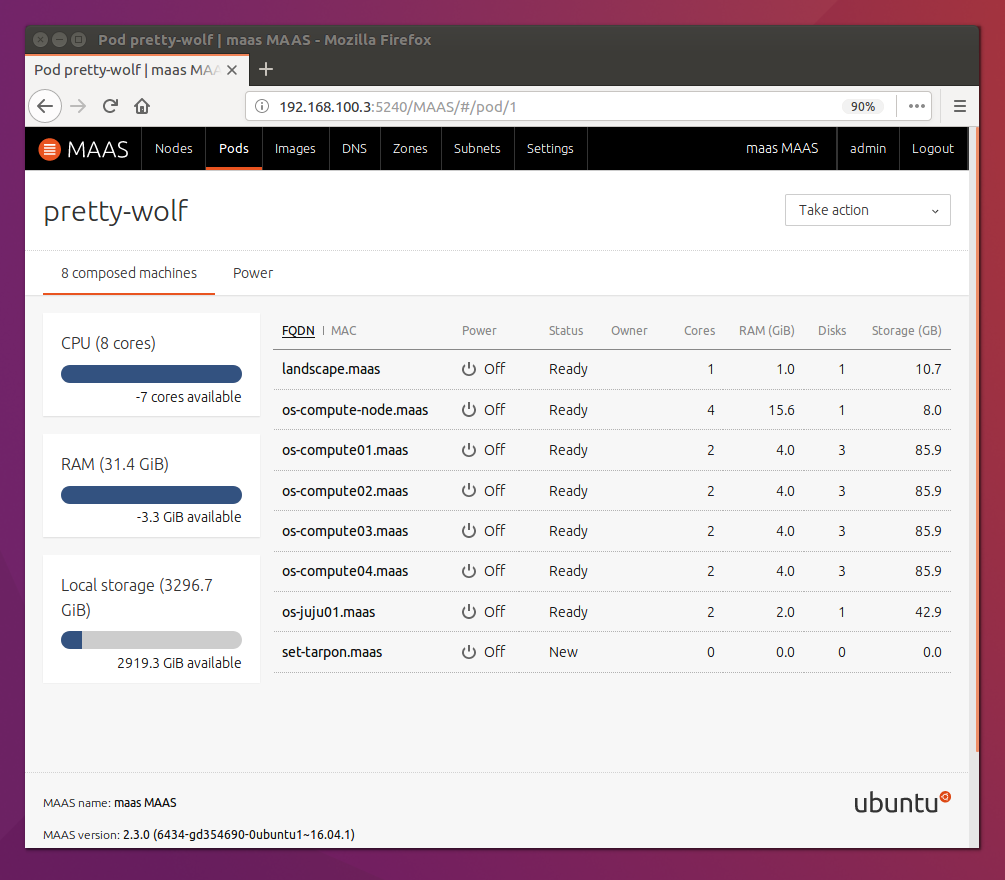 Pod pretty-wolf | maas MAAS - Mozilla Firefox
Pod pretty-wolf | maas MAA
192.168.100.3:5240/MAAS/#/pod/1 90%
MAAS Nodes Pods Images DNS Zones Subnets Settings maas MAAS admin Logout
pretty-wolf
Take action
8 composed machines Power
CPU (8 cores)
-7 cores available
RAM (31.4 GiB)
-3.3 GiB available
Local storage (3296.7
GiB)
2919.3 GiB available
FQDN | MAC Power Status Owner Cores RAM (GiB) Disks Storage (GB)
landscape.maas Off Ready 1 1.0 1 10.7
os-compute-node.maas Off Ready 4 15.6 1 8.0
os-compute01.maas Off Ready 2 4.0 3 85.9
os-compute02.maas Off Ready 2 4.0 3 85.9
os-compute03.maas Off Ready 2 4.0 3 85.9
os-compute04.maas Off Ready 2 4.0 3 85.9
os-juju01.maas Off Ready 2 2.0 1 42.9
set-tarpon.maas Off New 0 0.0 0 0.0
MAAS name: maas MAAS
ubuntu
MAAS version: 2.3.0 (6434-gd354690-0ubuntu1~16.04.1)